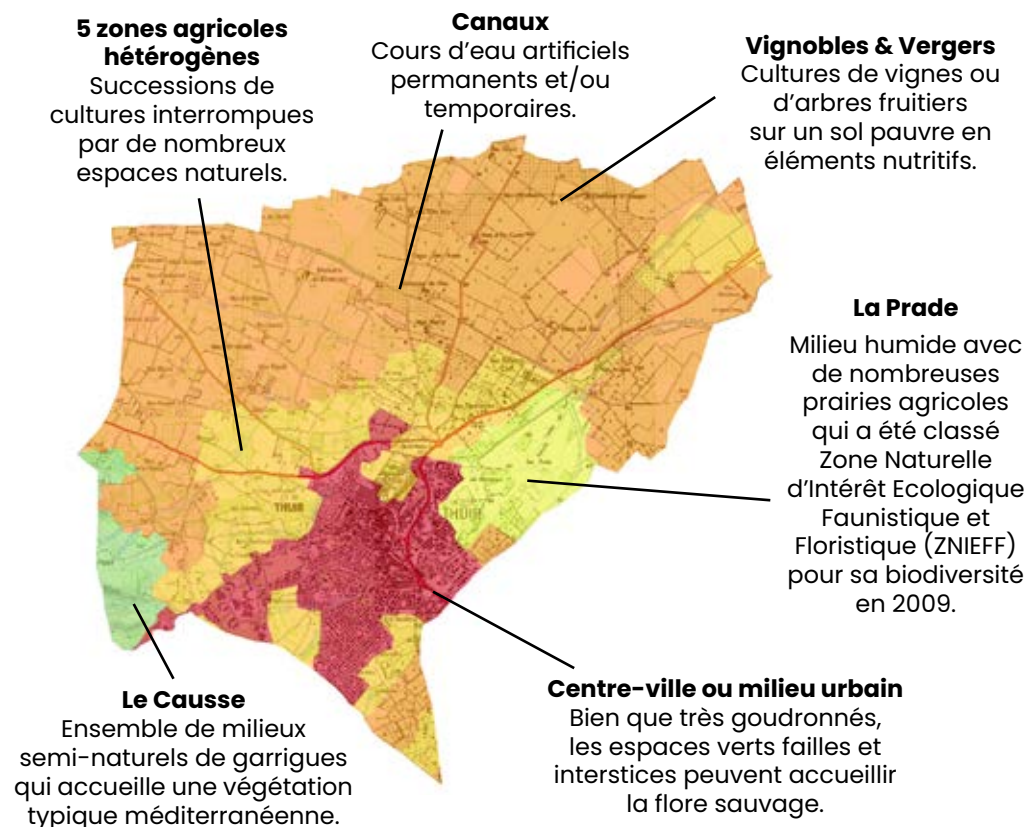 5 zones agricoles
hétérogènes
Successions de
cultures interrompues
par de nombreux
espaces naturels.
Canaux
Cours d'eau artificiels
permanents et/ou
temporaires.
Vignobles & Vergers
Cultures de vignes ou
d'arbres fruitiers
sur un sol pauvre en
éléments nutritifs.
La Prade
Milieu humide avec
de nombreuses
prairies agricoles
qui a été classé
Zone Naturelle
d'Intérêt Ecologique
Faunistique et
Floristique (ZNIEFF)
pour sa biodiversité
en 2009.
THUIR
THUIR
Le Causse
Ensemble de milieux
semi-naturels de garrigues
qui accueille une végétation
typique méditerranéenne.
Centre-ville ou milieu urbain
Bien que très goudronnés,
les espaces verts failles et
interstices peuvent accueillir
la flore sauvage.